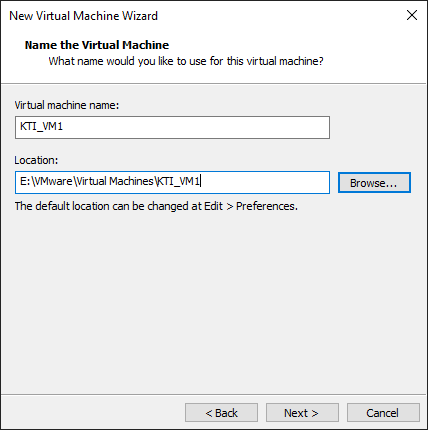 New Virtual Machine Wizard
Name the Virtual Machine
What name would you like to use for this virtual machine?
Virtual machine name:
KTI_VM1
Location:
E:\VMware\Virtual Machines\KTI_VM1
Browse...
The default location can be changed at Edit > Preferences.
< Back
Next >
Cancel